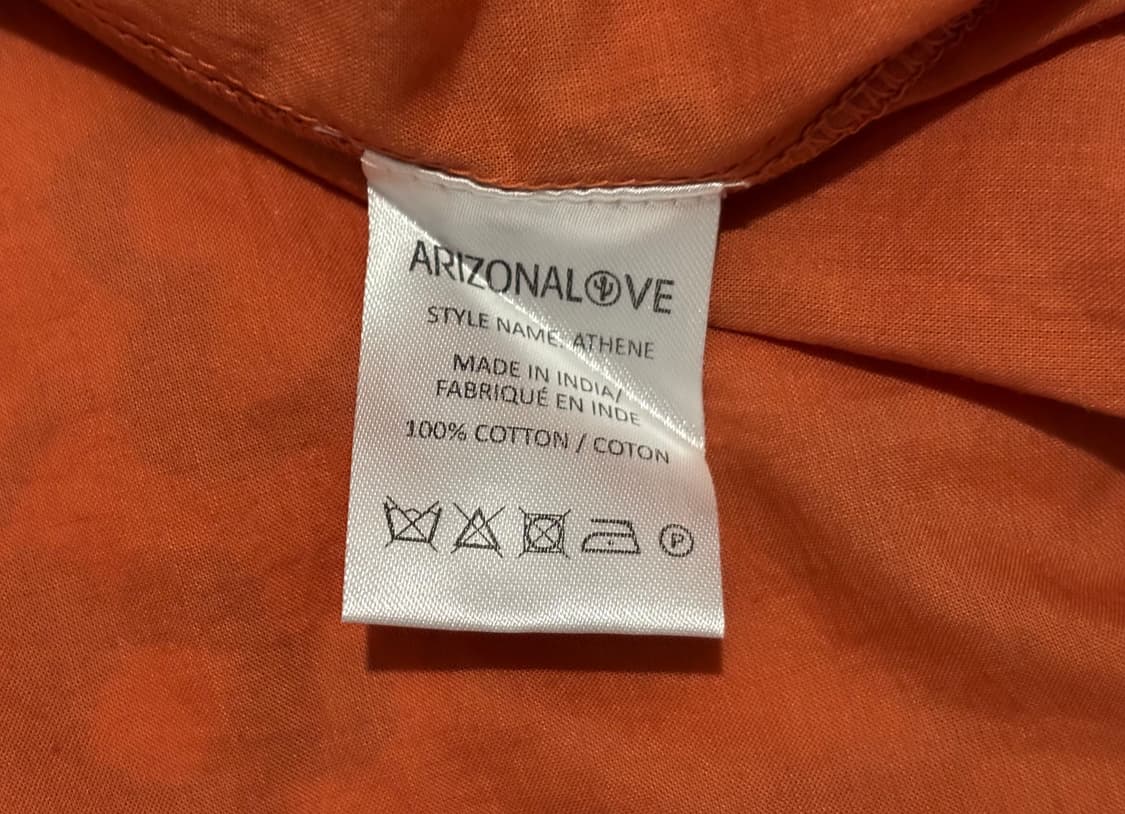 ARIZONALOVE
STYLE NAME: ATHENE
MADE IN INDIA/
FABRIQUÉ EN INDE
100% COTTON / COTON
P